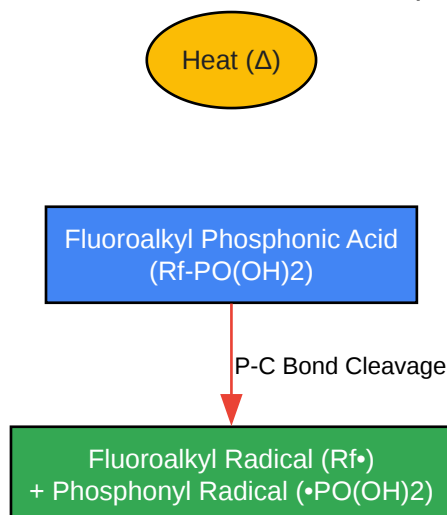 Heat (Δ)
Fluoroalkyl Phosphonic Acid
(Rf-PO(OH)2)
P-C Bond Cleavage
Fluoroalkyl Radical (Rf•)
+ Phosphonyl Radical (•PO(OH)2)